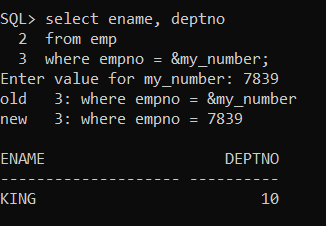 SQL> select ename, deptno
  2  from emp
  3  where empno = &my_number;
Enter value for my_number: 7839
old   3: where empno = &my_number
new   3: where empno = 7839

ENAME                    DEPTNO
-------------------- ----------
KING                         10